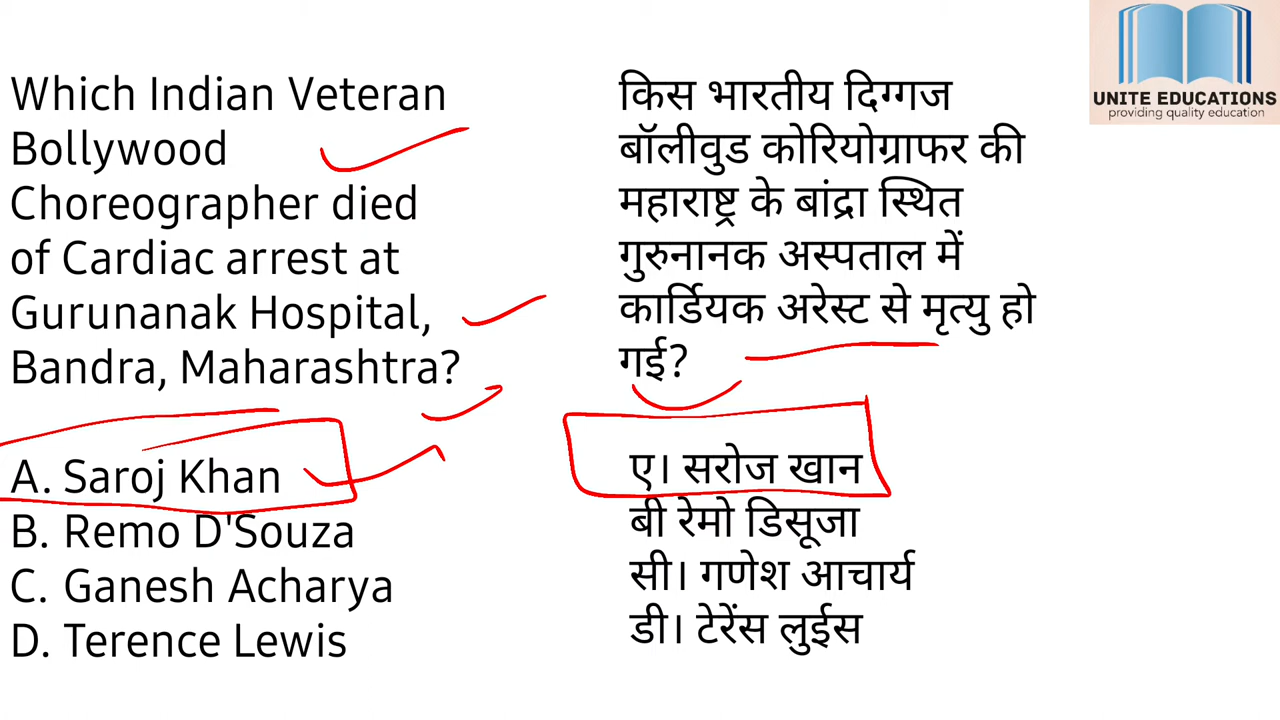 Which Indian Veteran
Bollywood
Choreographer died
of Cardiac arrest at
Gurunanak Hospital,
Bandra, Maharashtra?
A. Saroj Khan
B. Remo D'Souza
C. Ganesh Acharya
D. Terence Lewis
किस भारतीय दिग्गज
बॉलीवुड कोरियोग्राफर की
महाराष्ट्र के बांद्रा स्थित
गुरुनानक अस्पताल में
कार्डियक अरेस्ट से मृत्यु हो
गई?
ए। सरोज खान
बी रेमो डिसूजा
सी। गणेश आचार्य
डी। टेरेंस लुईस
UNITE EDUCATIONS
providing quality education